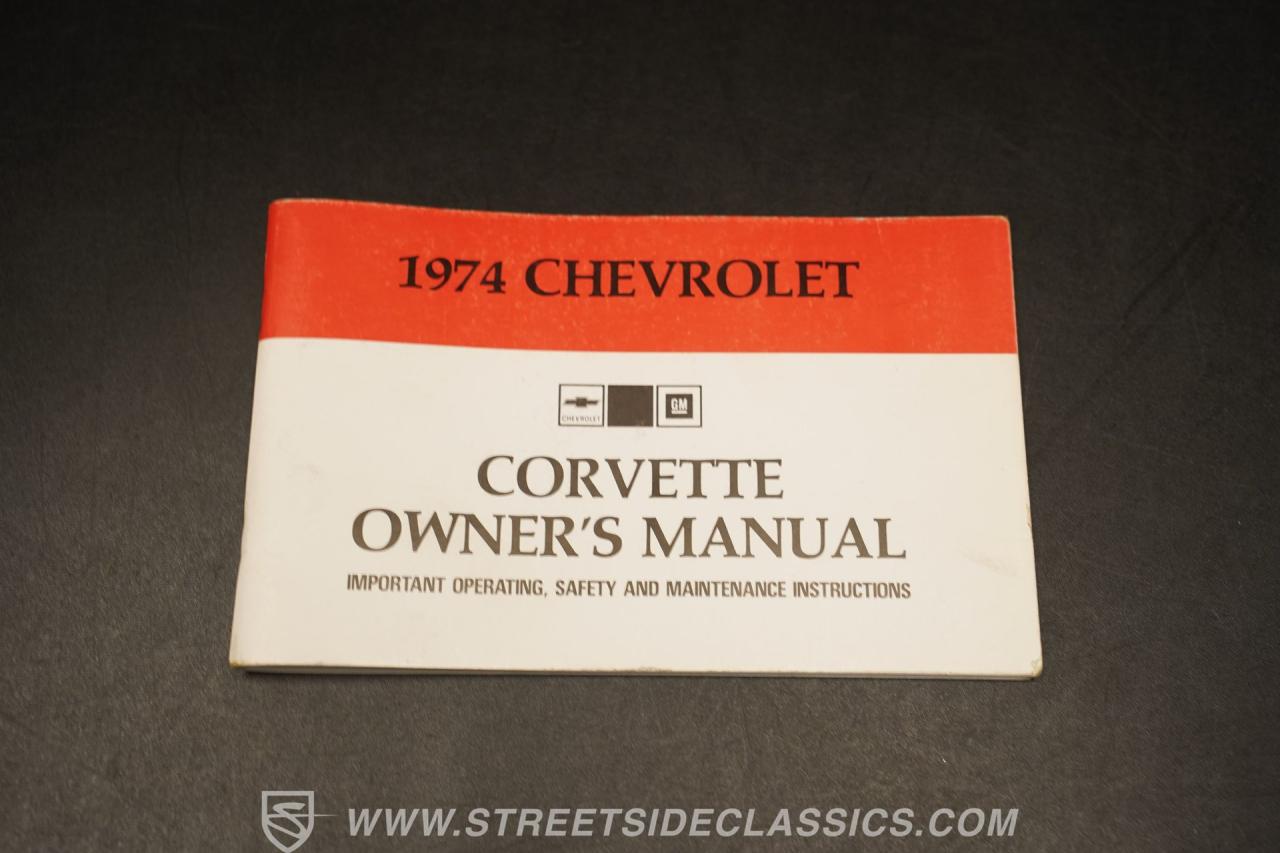 1974 CHEVROLET
CHEVROLET
GM
CORVETTE
OWNER'S MANUAL
IMPORTANT OPERATING, SAFETY AND MAINTENANCE INSTRUCTIONS
WWW.STREETSIDECLASSICS.COM